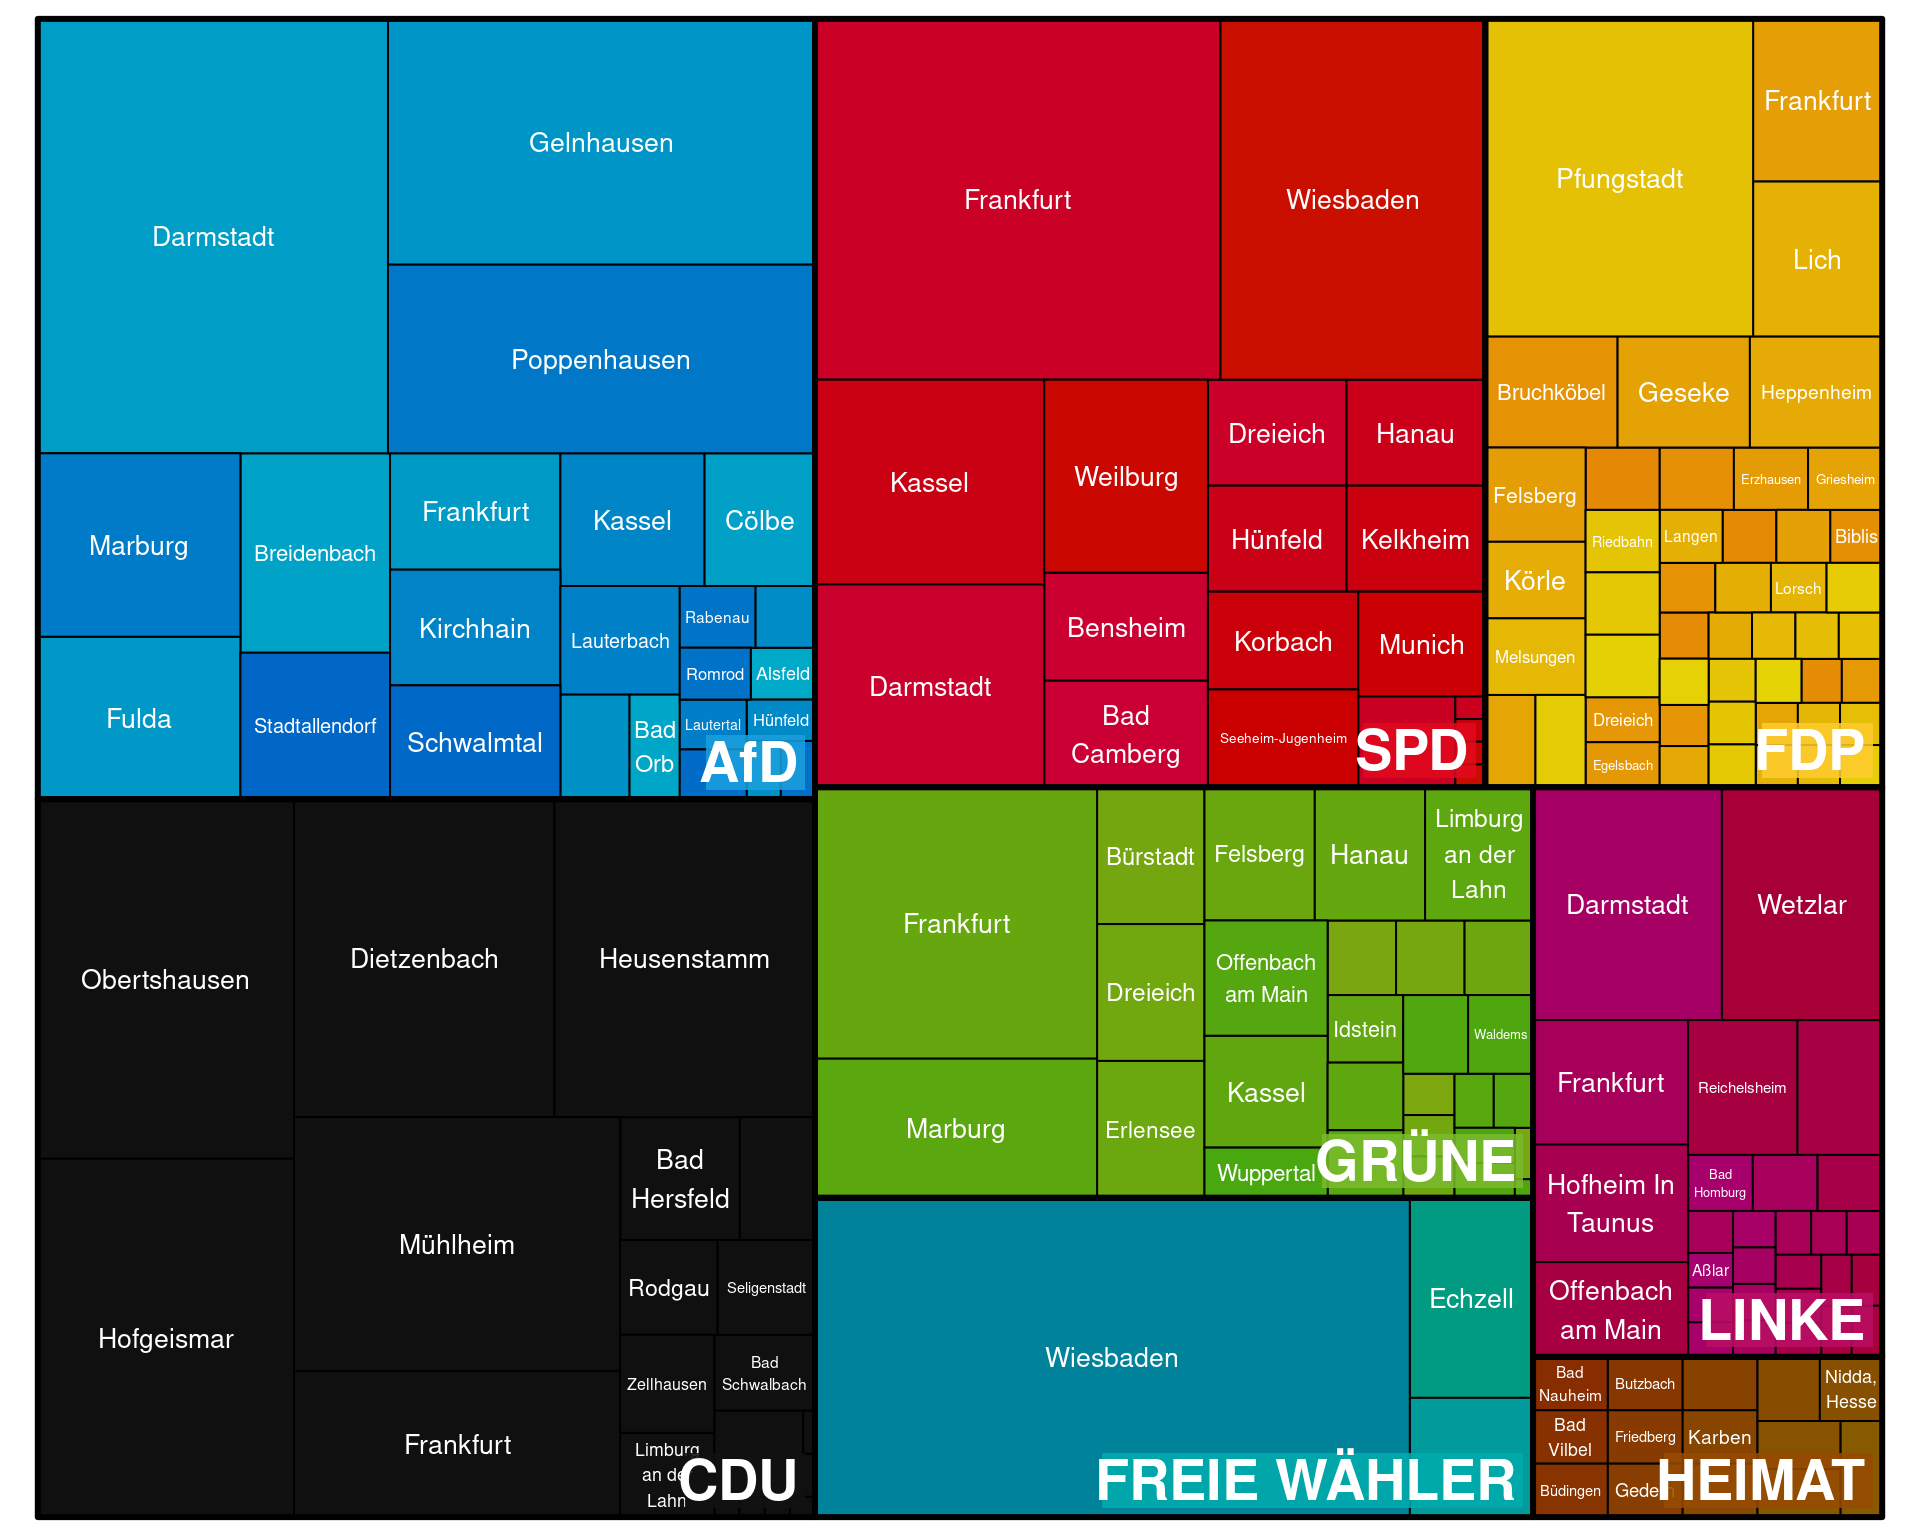 Darmstadt
Gelnhausen
Poppenhausen
Marburg
Breidenbach
Fulda
Stadtallendorf
Frankfurt
Kirchhain
Schwalmtal
Kassel
Cölbe
Lauterbach
Rabenau
Romrod
Alsfeld
Lautertal
Hünfeld
Bad
Orb
AfD
Frankfurt
Wiesbaden
Kassel
Darmstadt
Weilburg
Bensheim
Bad
Camberg
Dreieich
Hanau
Hünfeld
Kelkheim
Korbach
Munich
Seeheim-Jugenheim
SPD
Pfungstadt
Frankfurt
Lich
Bruchköbel
Geseke
Heppenheim
Felsberg
Körle
Melsungen
Erzhausen
Griesheim
Riedbahn
Langen
Biblis
Lorsch
Dreieich
Egelsbach
FDP
Obertshausen
Hofgeismar
Dietzenbach
Heusenstamm
Mühlheim
Frankfurt
Bad
Hersfeld
Rodgau
Seligenstadt
Zellhausen
Bad
Schwalbach
Limburg
an de
Lahn
CDU
Frankfurt
Marburg
Bürstadt
Dreieich
Erlensee
Felsberg
Hanau
Limburg
an der
Lahn
Offenbach
am Main
Kassel
Wuppertal
Idstein
Waldems
GRÜNE
Wiesbaden
Echzell
FREIE WÄHLER
Darmstadt
Wetzlar
Frankfurt
Hofheim In
Taunus
Offenbach
am Main
Reichelsheim
Bad
Homburg
Aßlar
LINKE
Bad
Nauheim
Bad
Vilbel
Büdingen
Butzbach
Friedberg
Gede
Karben
Nidda,
Hesse
HEIMAT